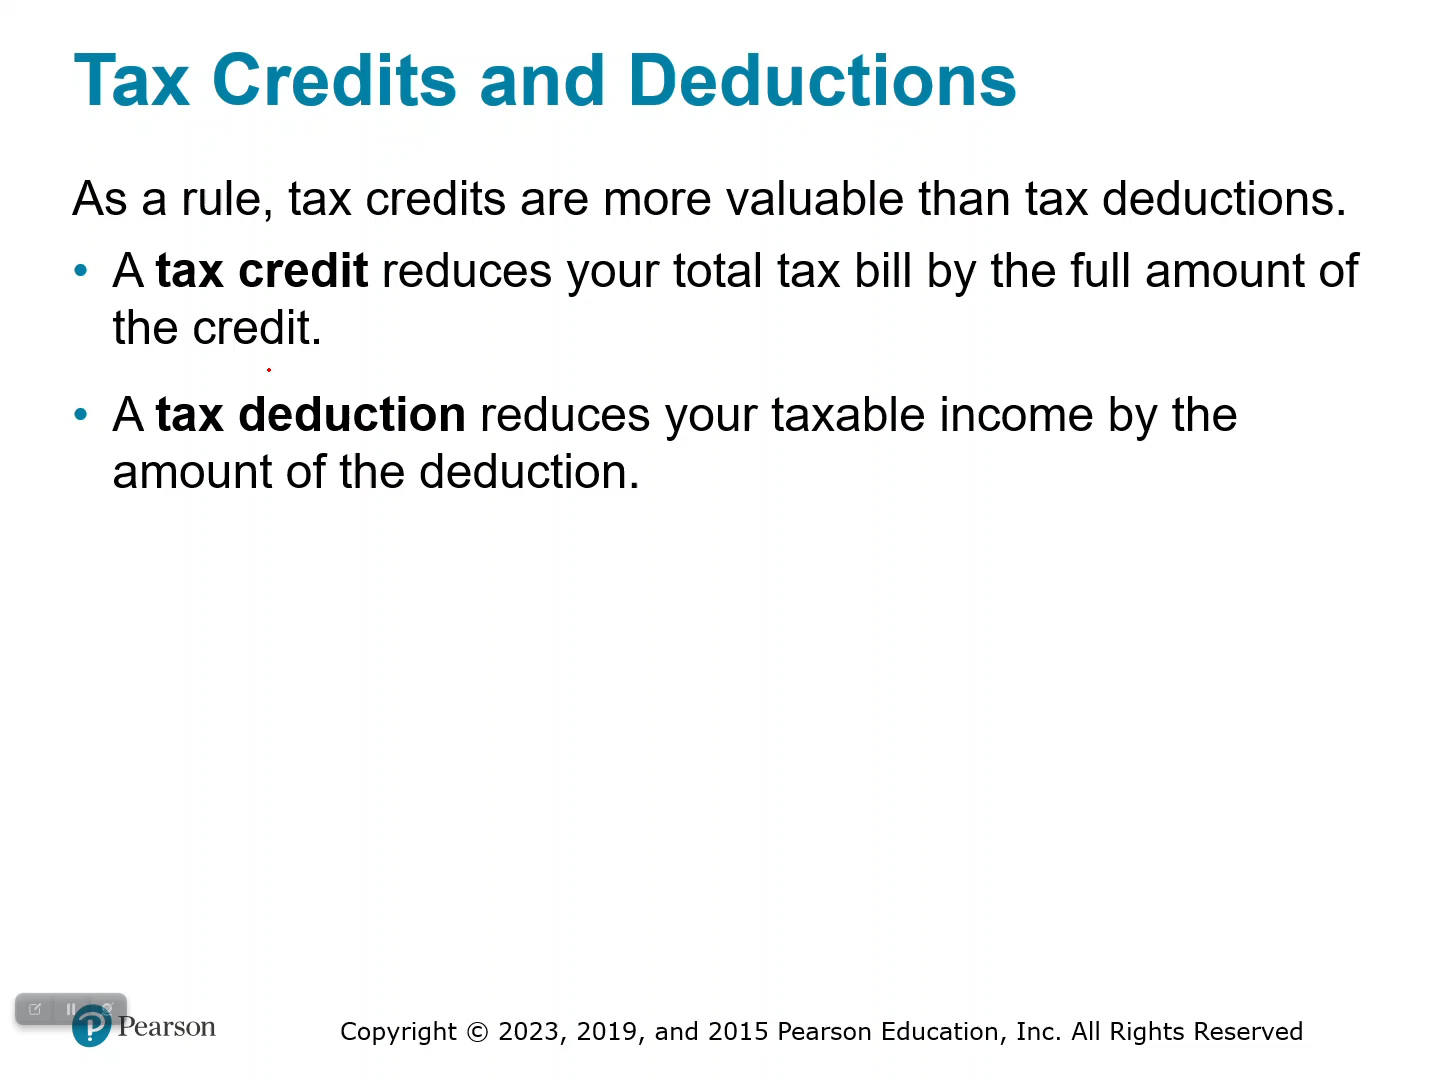 Tax Credits and Deductions
As a rule, tax credits are more valuable than tax deductions.
• A tax credit reduces your total tax bill by the full amount of
the credit.
• A tax deduction reduces your taxable income by the
amount of the deduction.
Pearson
Copyright © 2023, 2019, and 2015 Pearson Education, Inc. All Rights Reserved